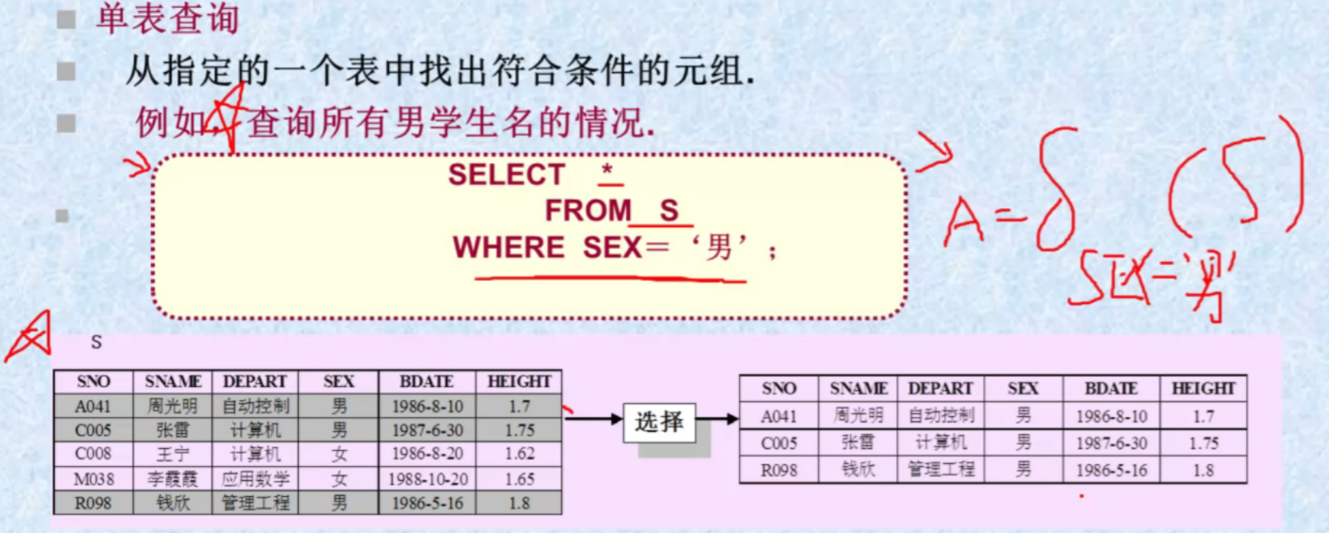 单表查询
从指定的一个表中找出符合条件的元组.
例如 查询所有男学生名的情况.
SELECT *
FROM S
WHERE SEX=‘男’;
A=δ SEX='男' (S)
S
SNO SNAME DEPART SEX BDATE HEIGHT
A041 周光明 自动控制 男 1986-8-10 1.7
C005 张雷 计算机 男 1987-6-30 1.75
C008 王宁 计算机 女 1986-8-20 1.62
M038 李霞霞 应用数学 女 1988-10-20 1.65
R098 钱欣 管理工程 男 1986-5-16 1.8
选择
SNO SNAME DEPART SEX BDATE HEIGHT
A041 周光明 自动控制 男 1986-8-10 1.7
C005 张雷 计算机 男 1987-6-30 1.75
R098 钱欣 管理工程 男 1986-5-16 1.8